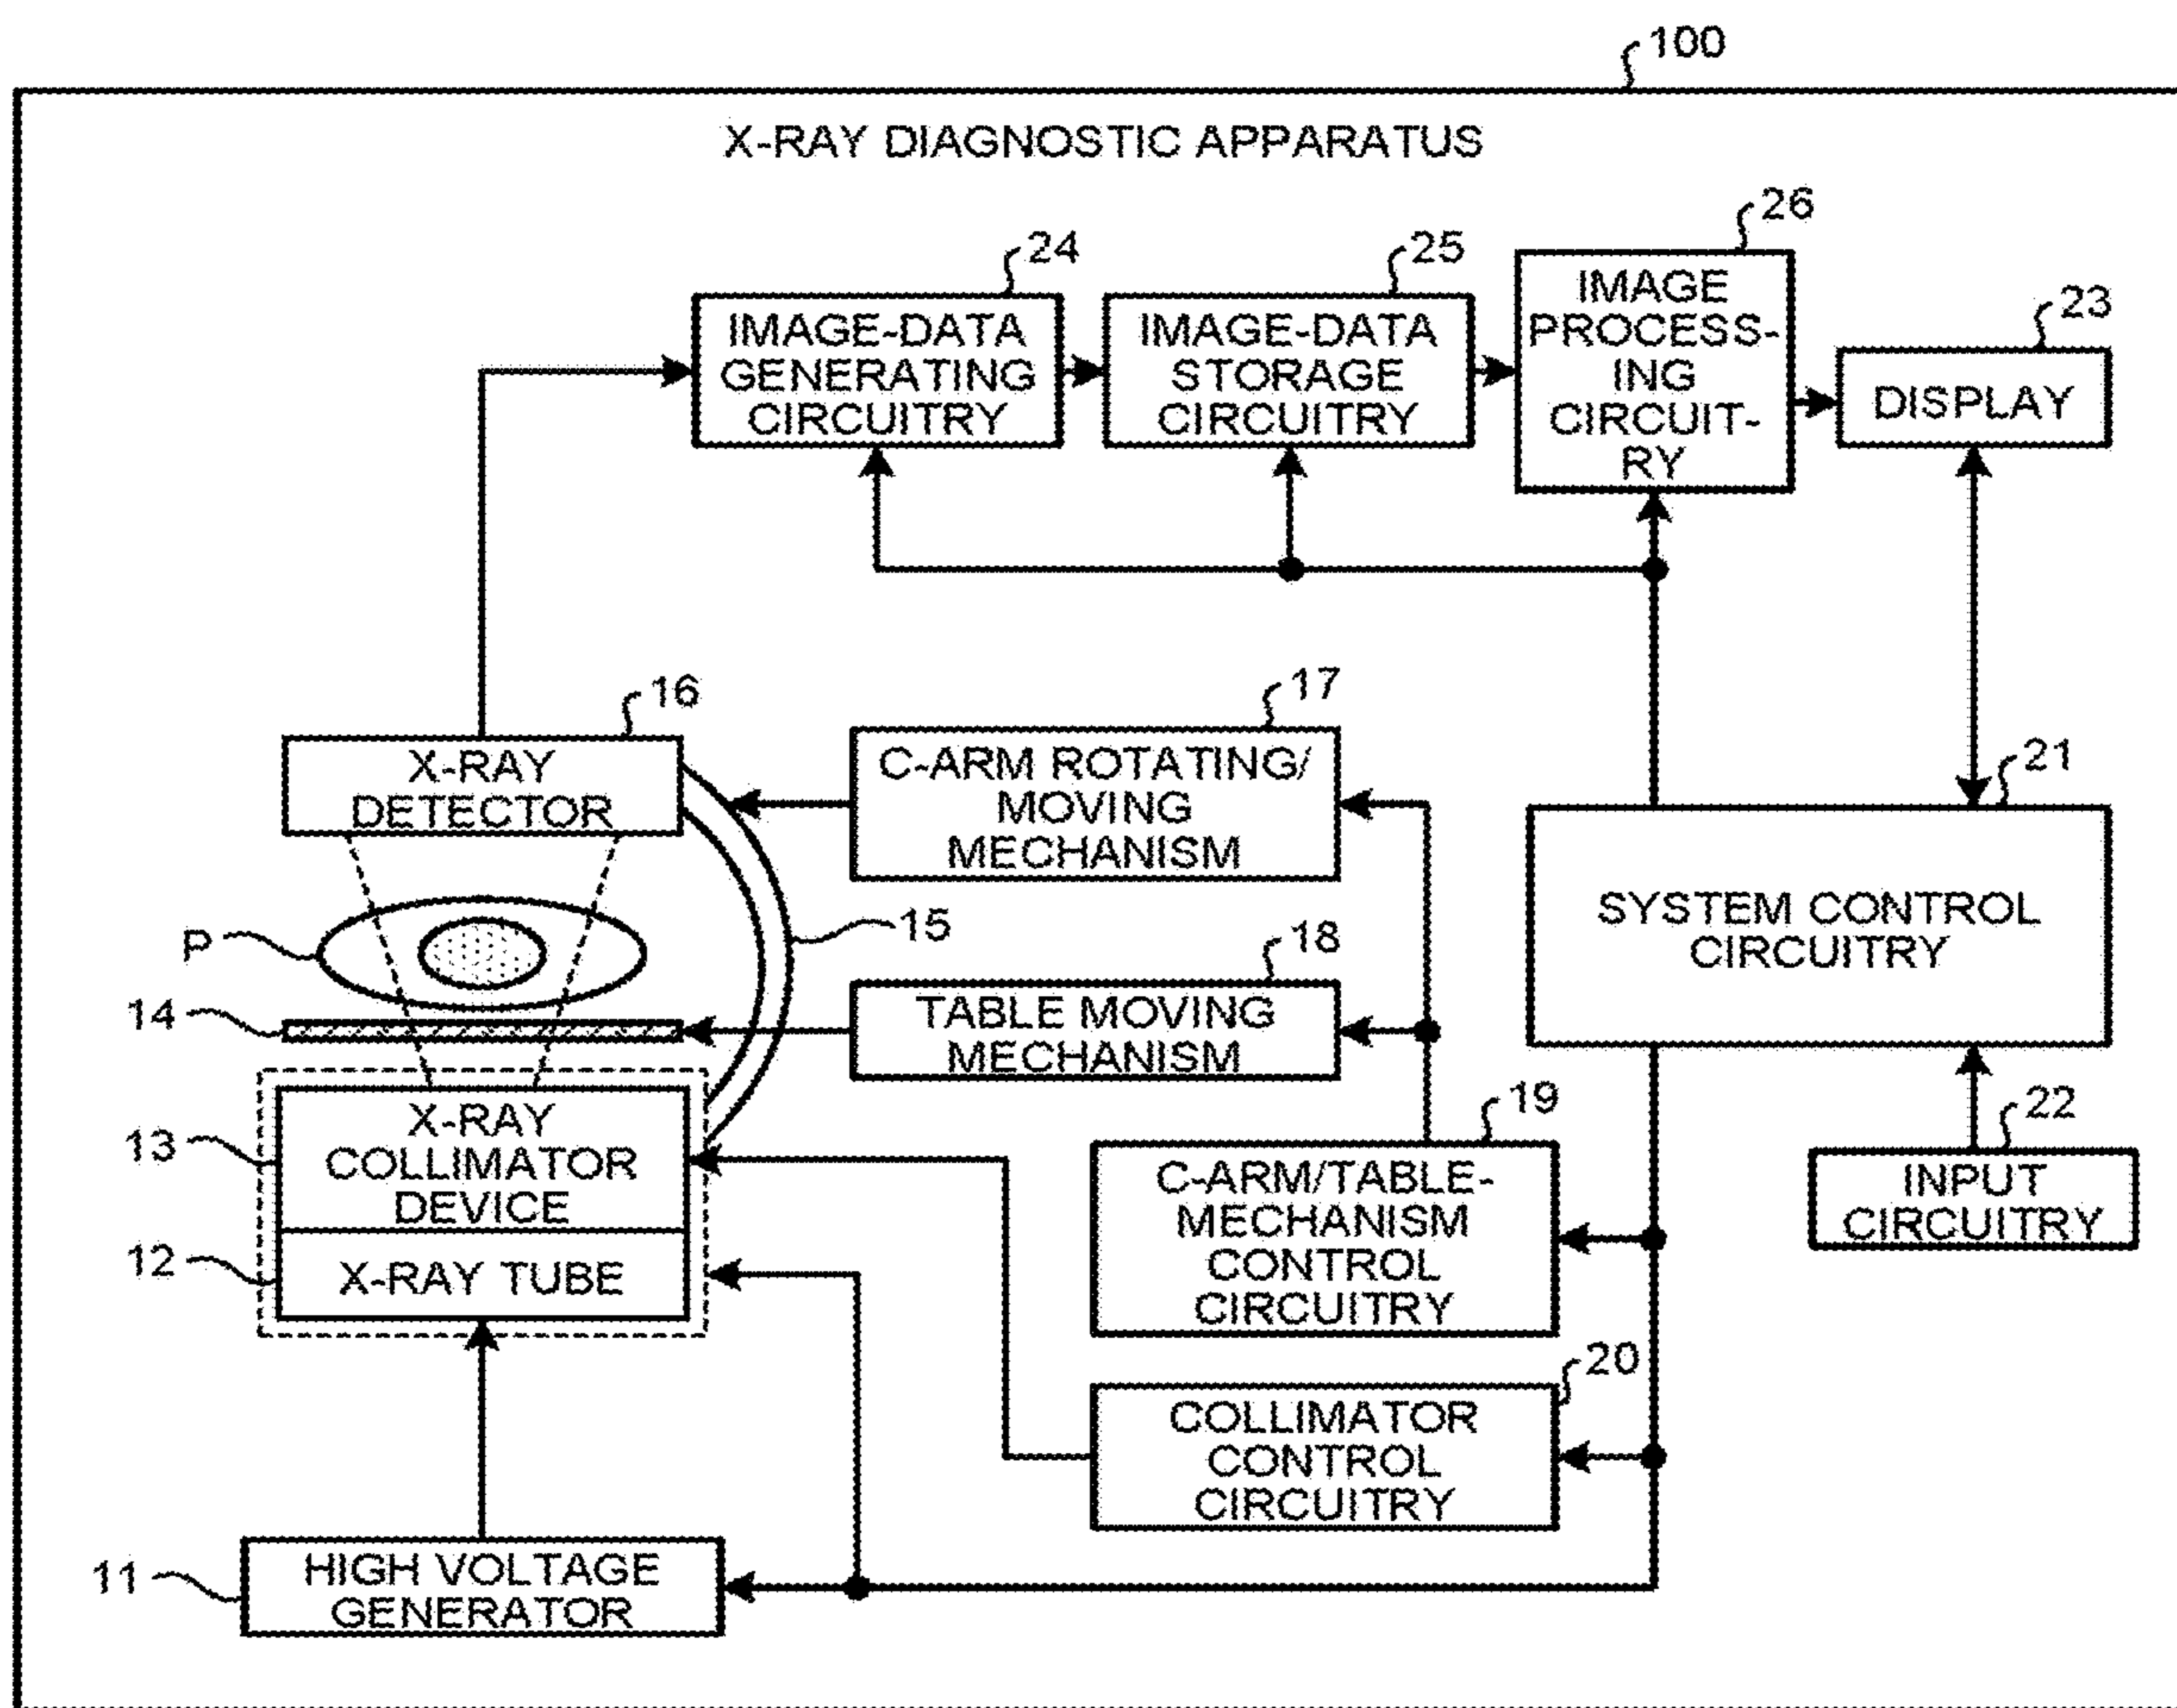 100
X-RAY DIAGNOSTIC APPARATUS
26
24
25
23
IMAGE-DATA
GENERATING
CIRCUITRY
IMAGE-DATA
STORAGE
CIRCUITRY
IMAGE
PROCESS-
ING
CIRCUIT-
RY
DISPLAY
16
17
21
X-RAY
DETECTOR
C-ARM ROTATING/
MOVING
MECHANISM
SYSTEM CONTROL
CIRCUITRY
P
15
18
14
TABLE MOVING
MECHANISM
19
22
13
X-RAY
COLLIMATOR
DEVICE
C-ARM/TABLE-
MECHANISM
CONTROL
CIRCUITRY
INPUT
CIRCUITRY
12
X-RAY TUBE
20
COLLIMATOR
CONTROL
CIRCUITRY
11
HIGH VOLTAGE
GENERATOR